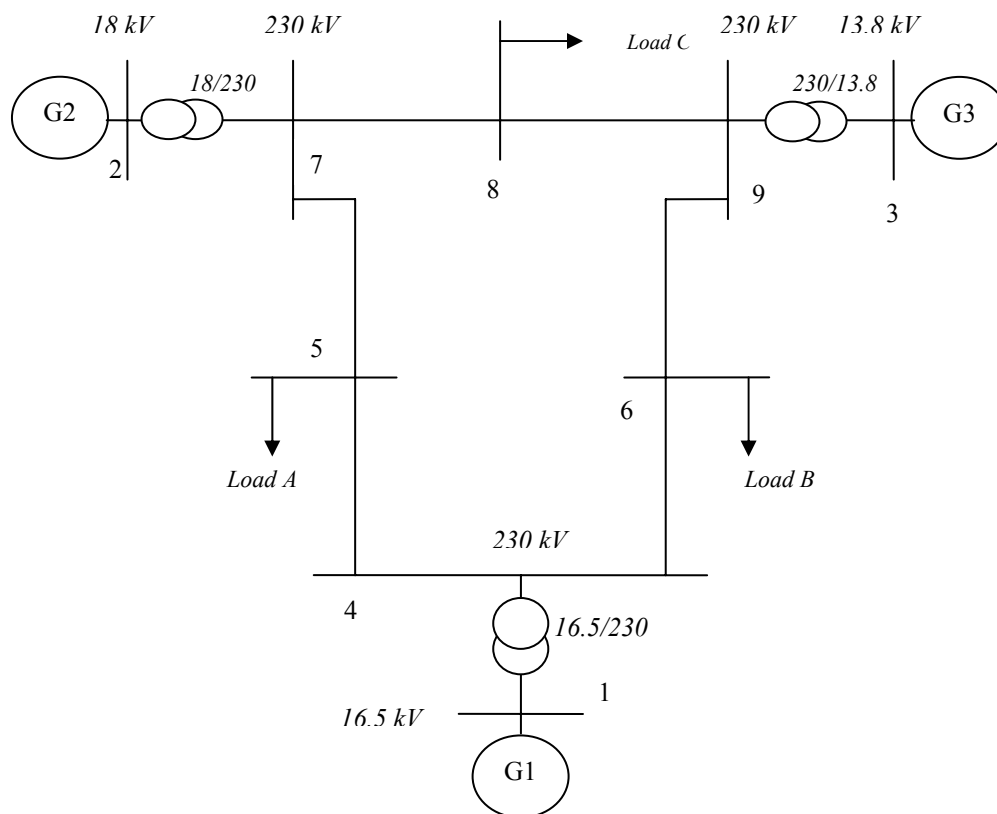 18 kV
230 kV
Load C
230 kV
13.8 kV
G2
18/230
230/13.8
G3
2
7
8
9
3
5
6
Load A
Load B
230 kV
4
16.5/230
1
16.5 kV
G1